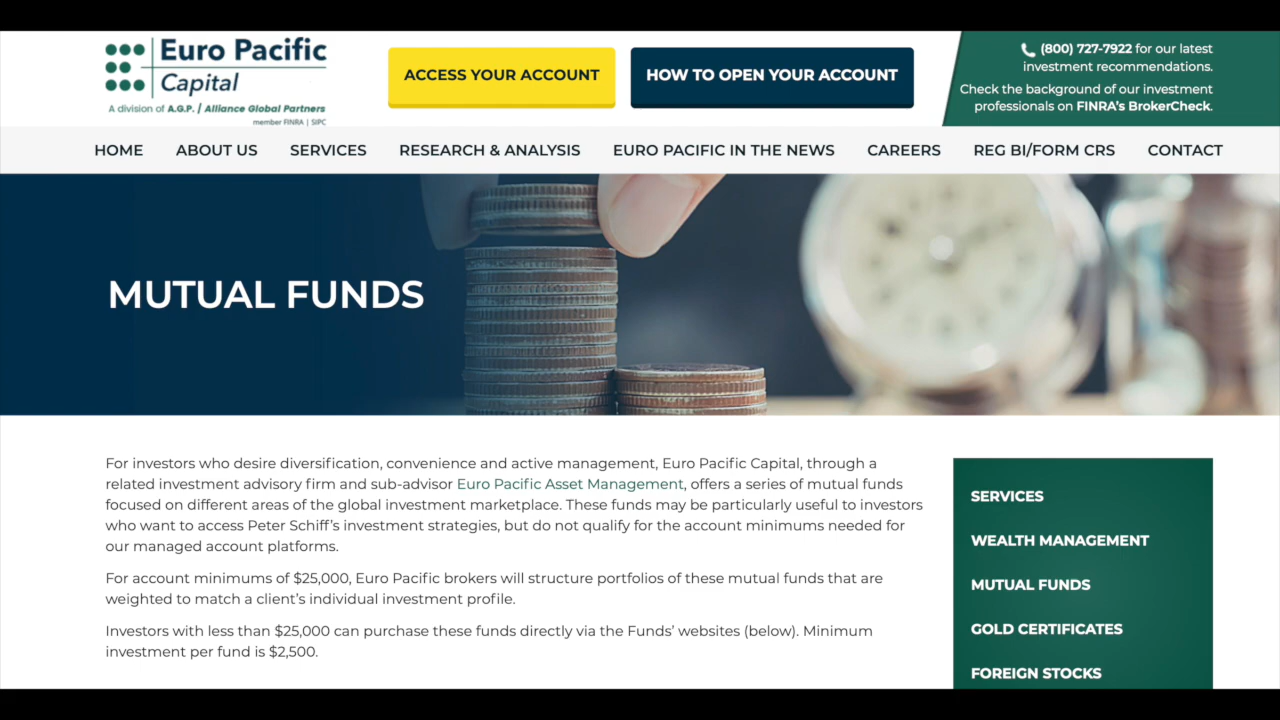 Euro Pacific
Capital
A division of A.G.P. / Alliance Global Partners
member FINRA | SIPC
ACCESS YOUR ACCOUNT
HOW TO OPEN YOUR ACCOUNT
(800) 727-7922 for our latest
investment recommendations.
Check the background of our investment
professionals on FINRA's BrokerCheck.
HOME ABOUT US SERVICES RESEARCH & ANALYSIS EURO PACIFIC IN THE NEWS CAREERS REG BI/FORM CRS CONTACT
MUTUAL FUNDS
For investors who desire diversification, convenience and active management, Euro Pacific Capital, through a
related investment advisory firm and sub-advisor Euro Pacific Asset Management, offers a series of mutual funds
focused on different areas of the global investment marketplace. These funds may be particularly useful to investors
who want to access Peter Schiff's investment strategies, but do not qualify for the account minimums needed for
our managed account platforms.
For account minimums of $25,000, Euro Pacific brokers will structure portfolios of these mutual funds that are
weighted to match a client's individual investment profile.
Investors with less than $25,000 can purchase these funds directly via the Funds' websites (below). Minimum
investment per fund is $2,500.
SERVICES
WEALTH MANAGEMENT
MUTUAL FUNDS
GOLD CERTIFICATES
FOREIGN STOCKS